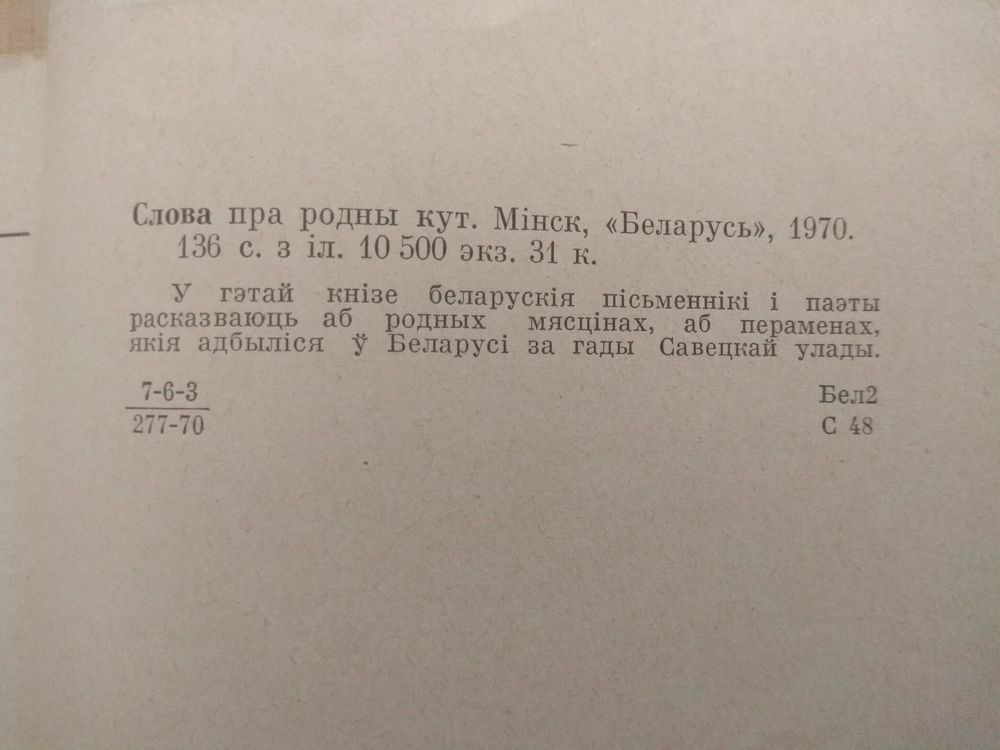 Слова пра родны кут. Мінск, «Беларусь», 1970.
136 с. з іл. 10 500 экз. 31 к.
У гэтай кнізе беларускія пісьменнікі і паэты
расказваюць аб родных мясцінах, аб пераменах,
якія адбыліся ў Беларусі за гады Савецкай улады.
7-6-3 Бел2
277-70 С 48